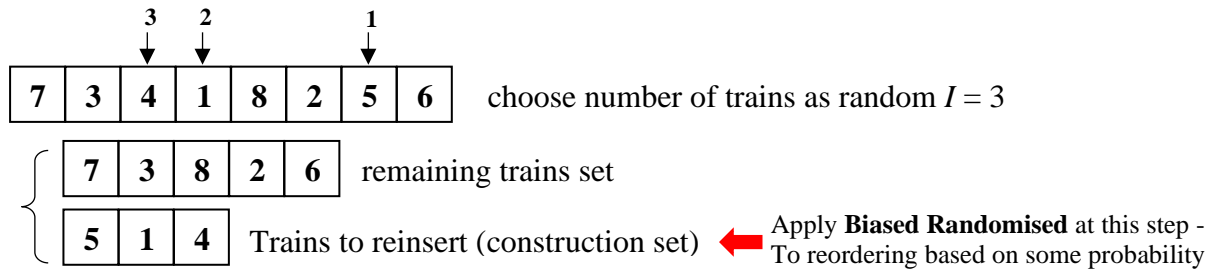 3 2 1
7 3 4 1 8 2 5 6 choose number of trains as random I = 3
7 3 8 2 6 remaining trains set
5 1 4 Trains to reinsert (construction set)
Apply Biased Randomised at this step -
To reordering based on some probability